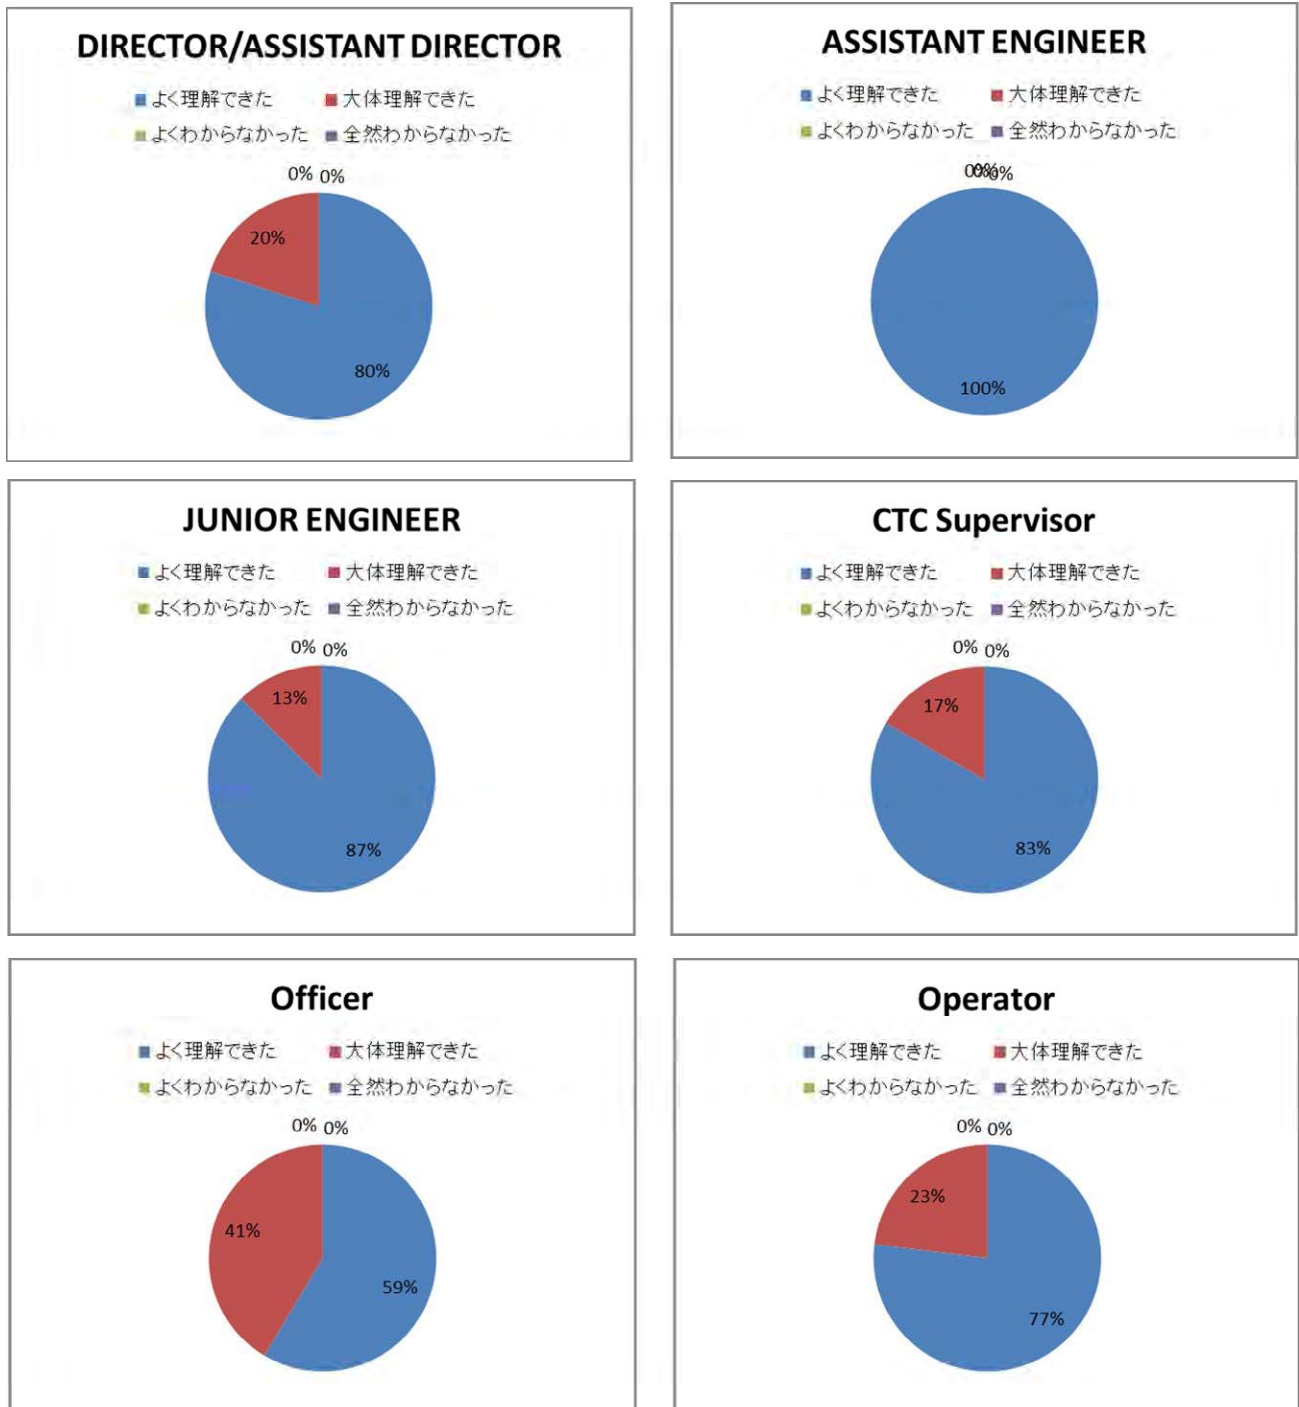 DIRECTOR/ASSISTANT DIRECTOR
よく理解できた 大体理解できた
よくわからなかった 全然わからなかった
0% 0%
20%
80%
ASSISTANT ENGINEER
よく理解できた 大体理解できた
よくわからなかった 全然わからなかった
0% 0% 0%
100%
JUNIOR ENGINEER
よく理解できた 大体理解できた
よくわからなかった 全然わからなかった
0% 0%
13%
87%
CTC Supervisor
よく理解できた 大体理解できた
よくわからなかった 全然わからなかった
0% 0%
17%
83%
Officer
よく理解できた 大体理解できた
よくわからなかった 全然わからなかった
0% 0%
41%
59%
Operator
よく理解できた 大体理解できた
よくわからなかった 全然わからなかった
0% 0%
23%
77%